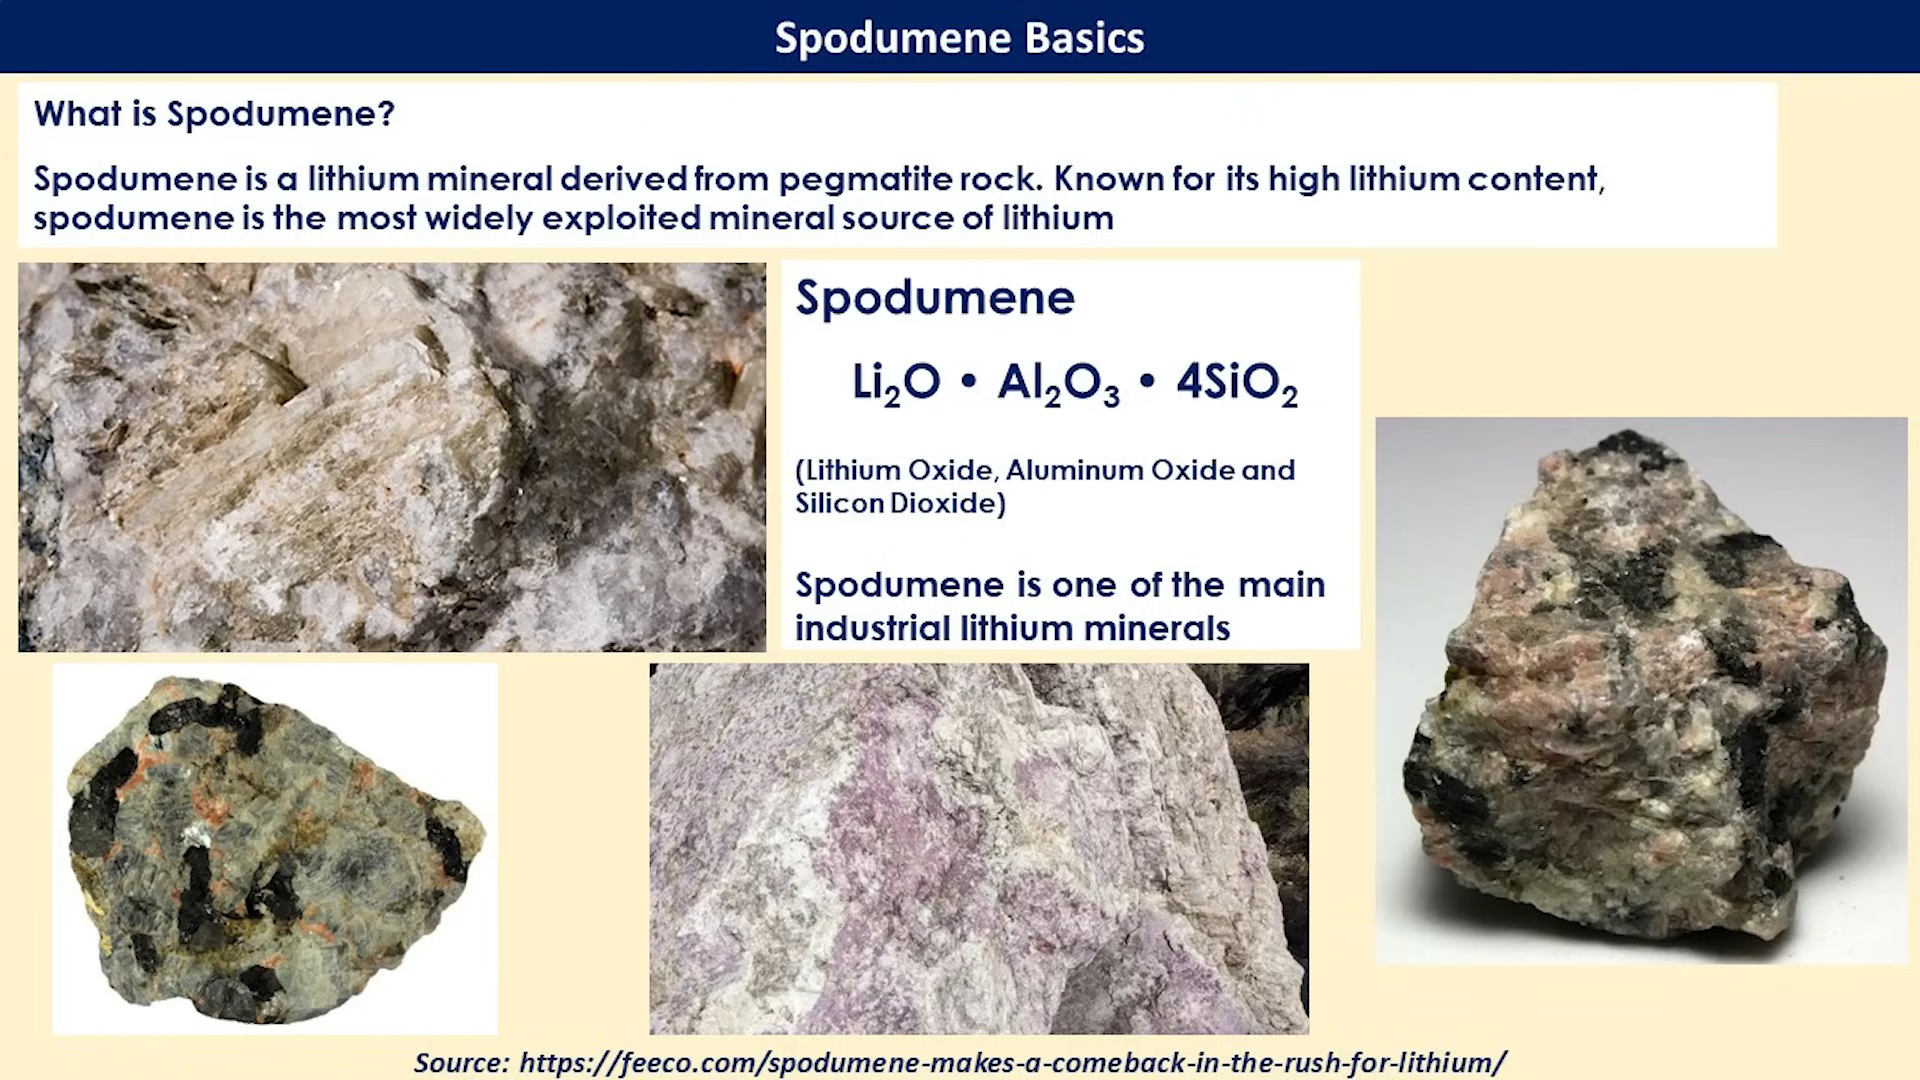 Spodumene Basics
What is Spodumene?
Spodumene is a lithium mineral derived from pegmatite rock. Known for its high lithium content,
spodumene is the most widely exploited mineral source of lithium
Spodumene
Li₂O • Al₂O₃ • 4SiO₂
(Lithium Oxide, Aluminum Oxide and
Silicon Dioxide)
Spodumene is one of the main
industrial lithium minerals
Source: https://feeco.com/spodumene-makes-a-comeback-in-the-rush-for-lithium/